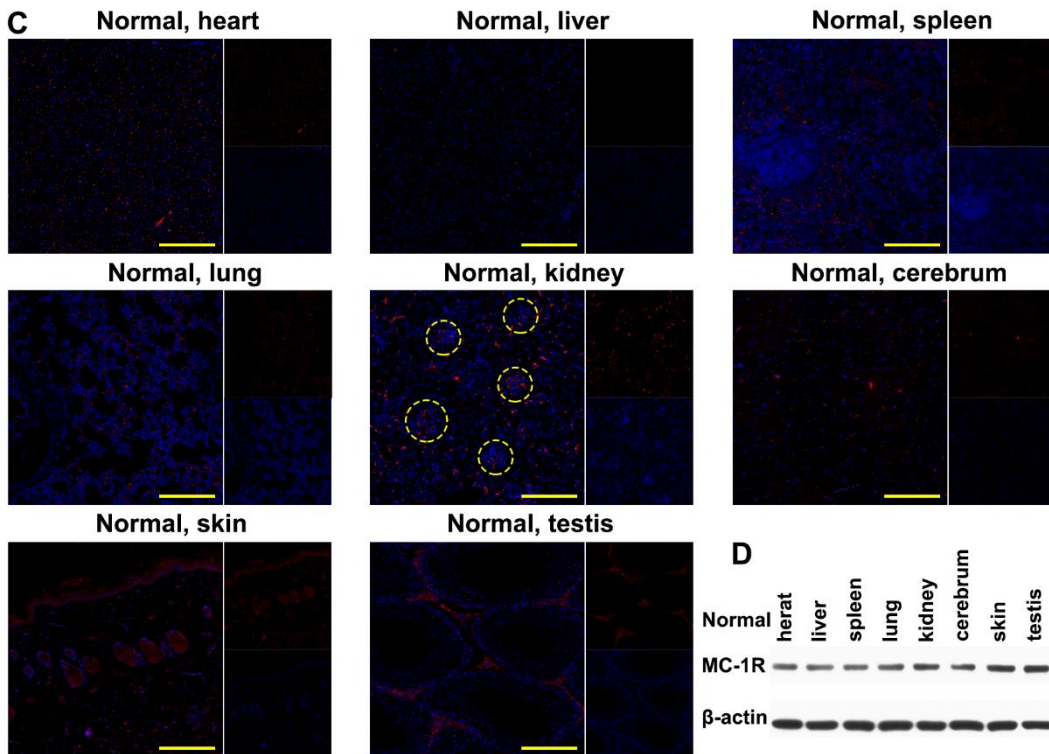 C
Normal, heart
Normal, liver
Normal, spleen
Normal, lung
Normal, kidney
Normal, cerebrum
Normal, skin
Normal, testis
D
Normal
herat
liver
spleen
lung
kidney
cerebrum
skin
testis
MC-1R
β-actin